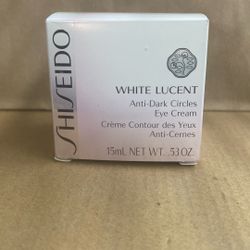 SHISEIDO
WHITE LUCENT
Anti-Dark Circles
Eye Cream
Crème Contour des Yeux
Anti-Cernes
15mL NET WT. .53 OZ.